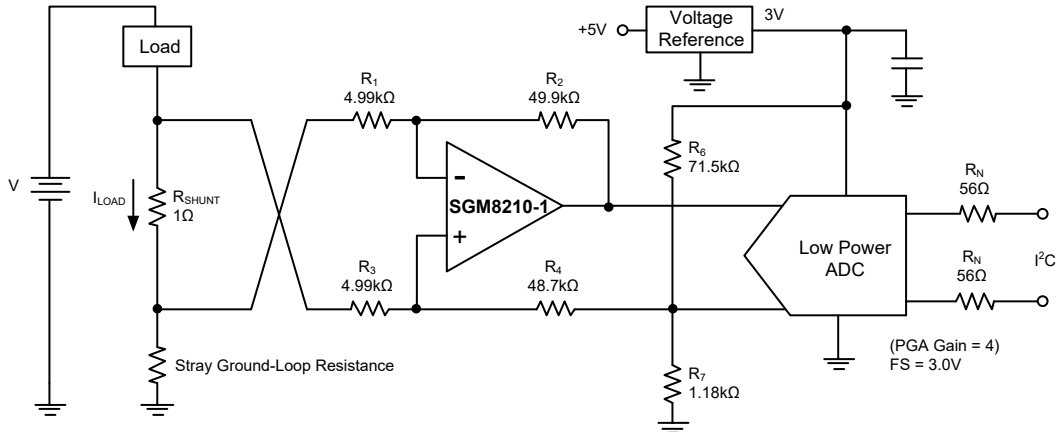 Voltage
Reference
+5V
3V
Load
R1
4.99kΩ
R2
49.9kΩ
R6
71.5kΩ
V
ILOAD
RSHUNT
1Ω
-
SGM8210-1
+
Low Power
ADC
RN
56Ω
RN
56Ω
I²C
R3
4.99kΩ
R4
48.7kΩ
Stray Ground-Loop Resistance
R7
1.18kΩ
(PGA Gain = 4)
FS = 3.0V